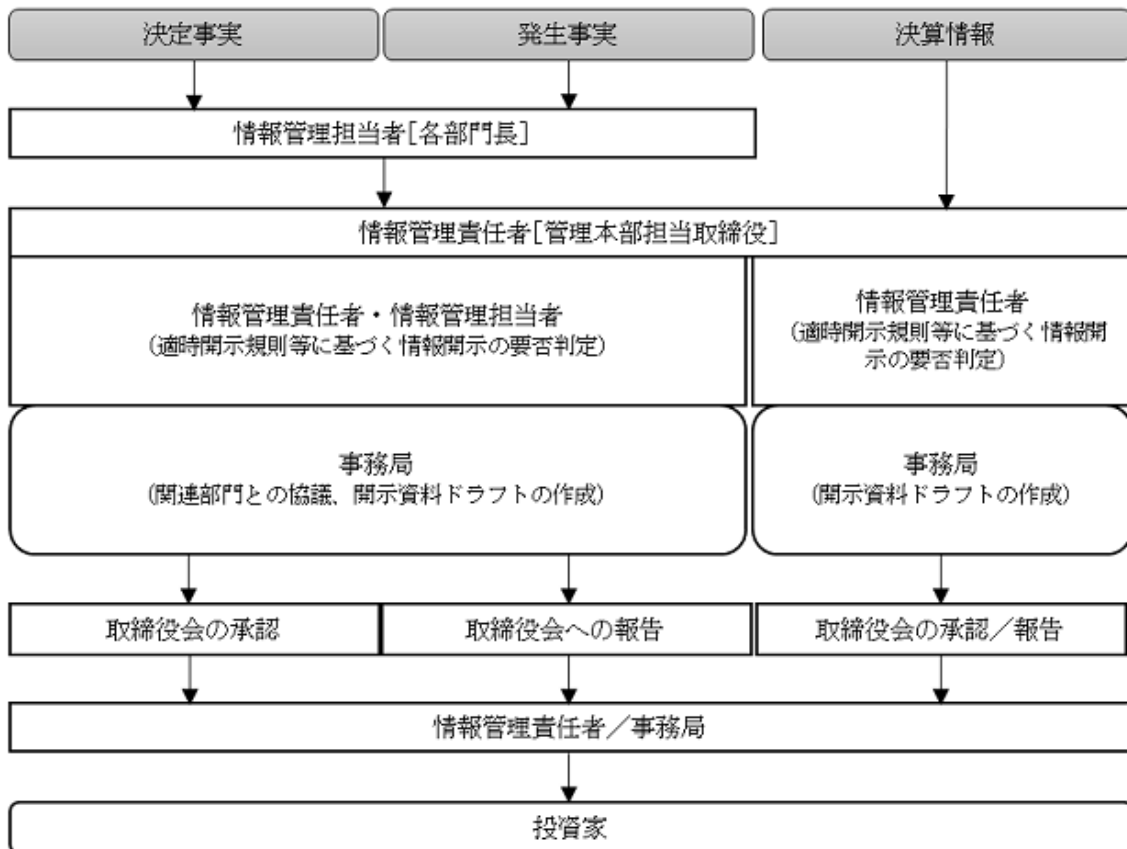 決定事実
発生事実
決算情報
情報管理担当者[各部門長]
情報管理責任者[管理本部担当取締役]
情報管理責任者・情報管理担当者
(適時開示規則等に基づく情報開示の要否判定)
情報管理責任者
(適時開示規則等に基づく情報開
示の要否判定)
事務局
(関連部門との協議、開示資料ドラフトの作成)
事務局
(開示資料ドラフトの作成)
取締役会の承認
取締役会への報告
取締役会の承認／報告
情報管理責任者／事務局
投資家